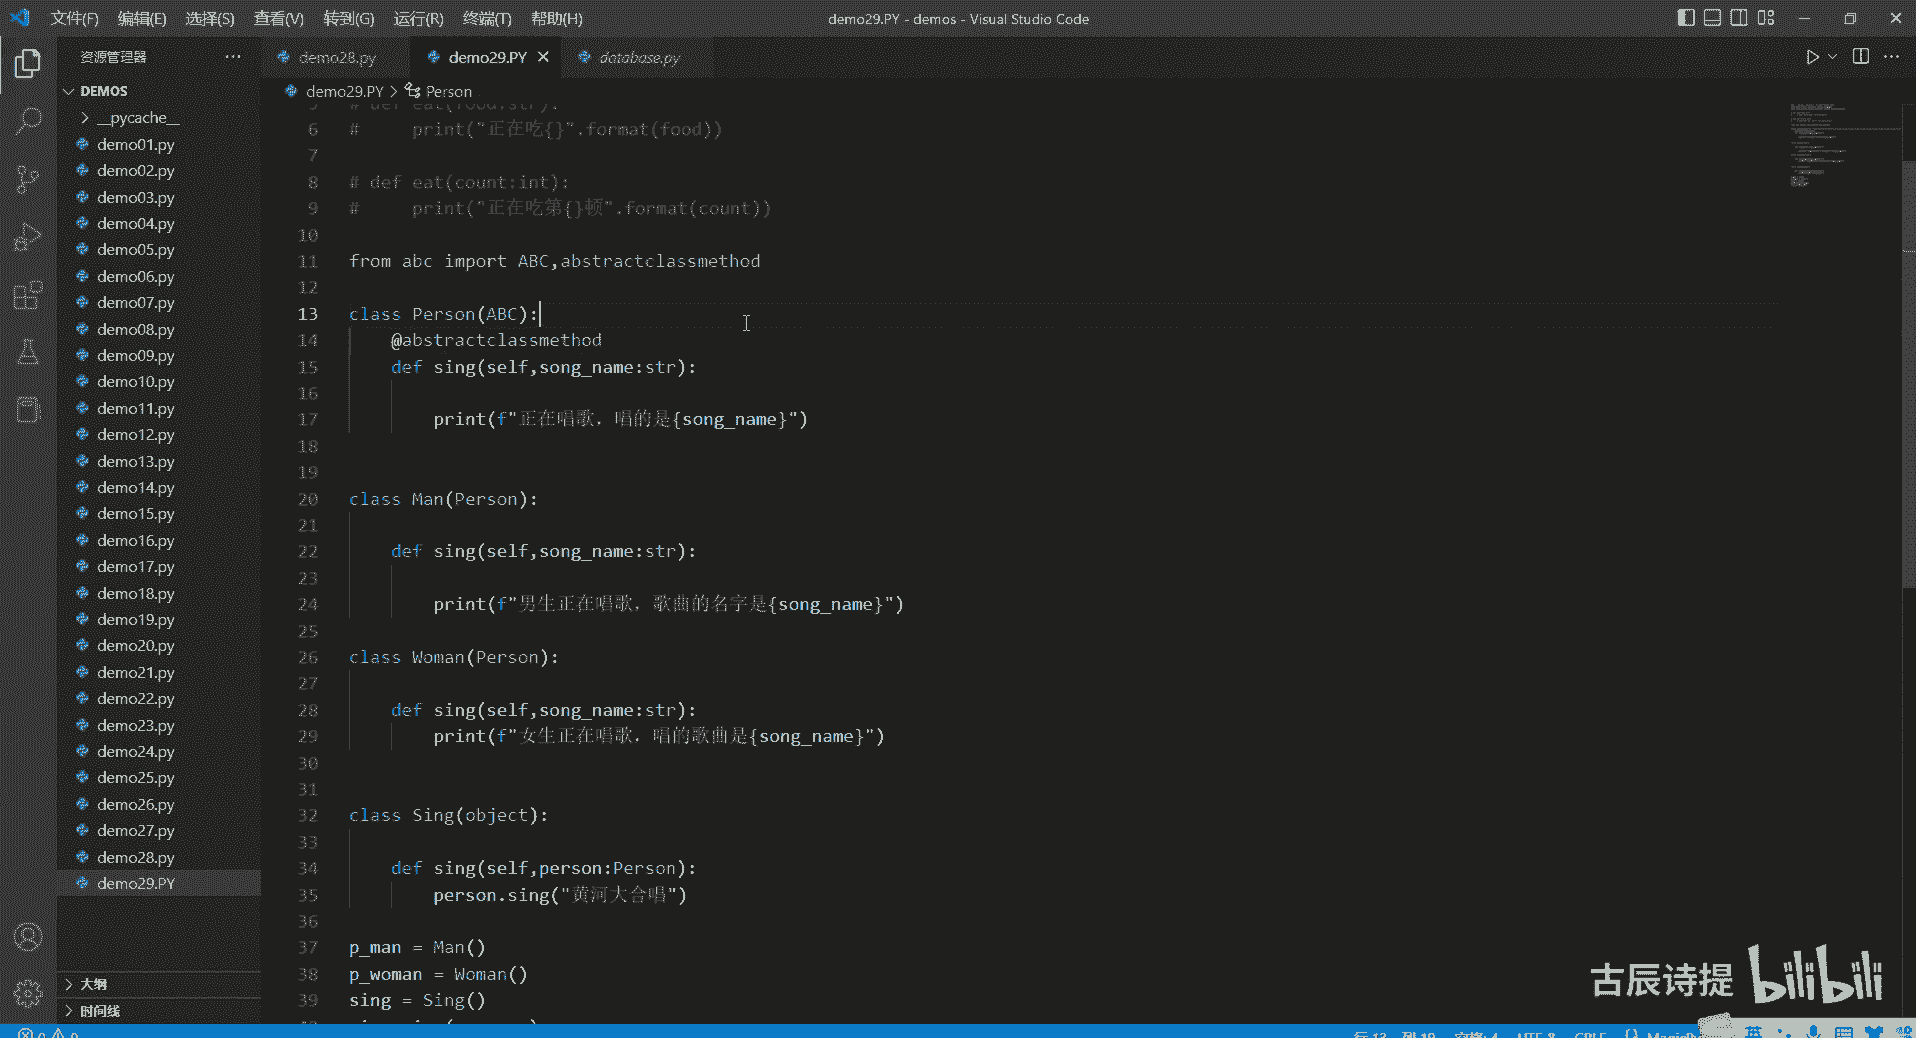 文件(F) 编辑(E) 选择(S) 查看(V) 转到(G) 运行(R) 终端(T) 帮助(H) demo29.PY - demos - Visual Studio Code
资源管理器 ··· demo28.py demo29.PY database.py
DEMOS
demo29.PY > Person
__pycache__
demo01.py
demo02.py
demo03.py
demo04.py
demo05.py
demo06.py
demo07.py
demo08.py
demo09.py
demo10.py
demo11.py
demo12.py
demo13.py
demo14.py
demo15.py
demo16.py
demo17.py
demo18.py
demo19.py
demo20.py
demo21.py
demo22.py
demo23.py
demo24.py
demo25.py
demo26.py
demo27.py
demo28.py
demo29.PY
大纲
时间线
5 # def eat(food:str):
6 #     print("正在吃{}".format(food))
7
8 # def eat(count:int):
9 #     print("正在吃第{}顿".format(count))
10
11 from abc import ABC,abstractclassmethod
12
13 class Person(ABC):
14     @abstractclassmethod
15     def sing(self,song_name:str):
16
17         print(f"正在唱歌，唱的是{song_name}")
18
19
20 class Man(Person):
21
22     def sing(self,song_name:str):
23
24         print(f"男生正在唱歌，歌曲的名字是{song_name}")
25
26 class Woman(Person):
27
28     def sing(self,song_name:str):
29         print(f"女生正在唱歌，唱的歌曲是{song_name}")
30
31
32 class Sing(object):
33
34     def sing(self,person:Person):
35         person.sing("黄河大合唱")
36
37 p_man = Man()
38 p_woman = Woman()
39 sing = Sing()
古辰诗提 bilibili
行 13, 列 19 空格: 4 UTF-8 CRLF
英